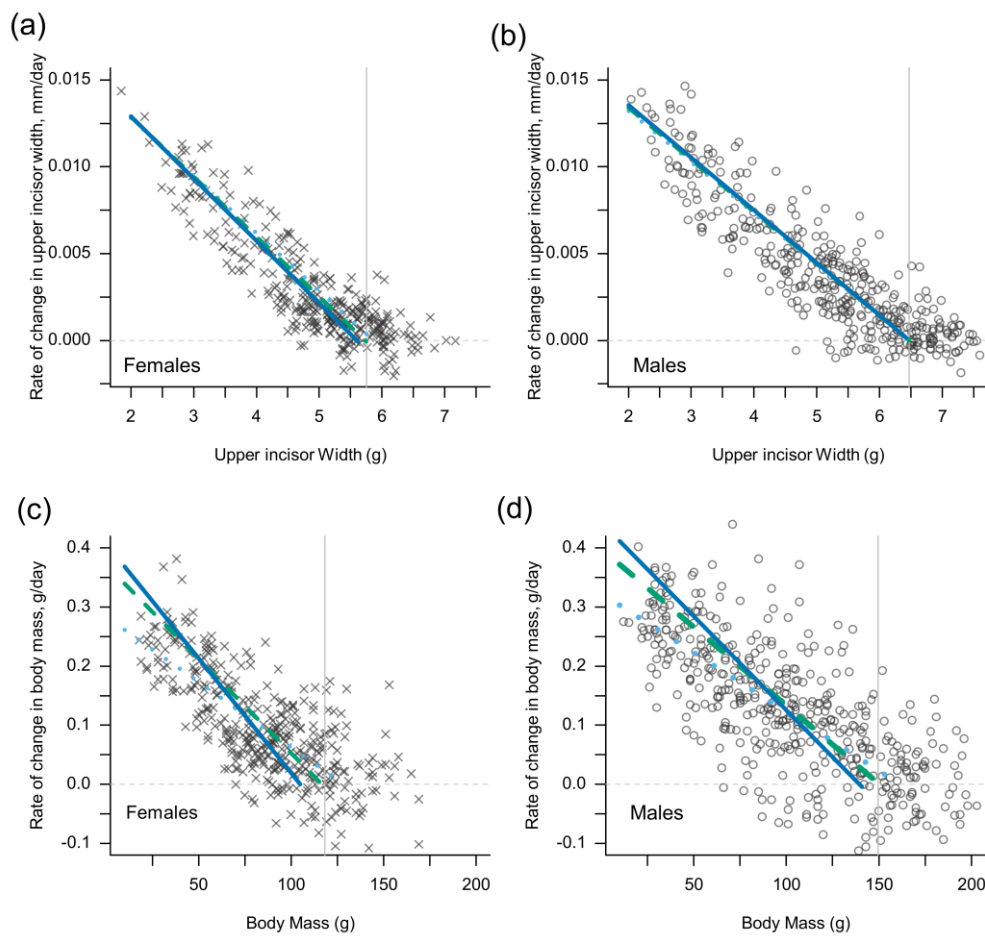 (a)
Rate of change in upper incisor width, mm/day
0.015
0.010
0.005
0.000
Females
2 3 4 5 6 7
Upper incisor Width (g)
(b)
Rate of change in upper incisor width, mm/day
0.015
0.010
0.005
0.000
Males
2 3 4 5 6 7
Upper incisor Width (g)
(c)
Rate of change in body mass, g/day
0.4
0.3
0.2
0.1
0.0
-0.1
Females
50 100 150 200
Body Mass (g)
(d)
Rate of change in body mass, g/day
0.4
0.3
0.2
0.1
0.0
-0.1
Males
50 100 150 200
Body Mass (g)